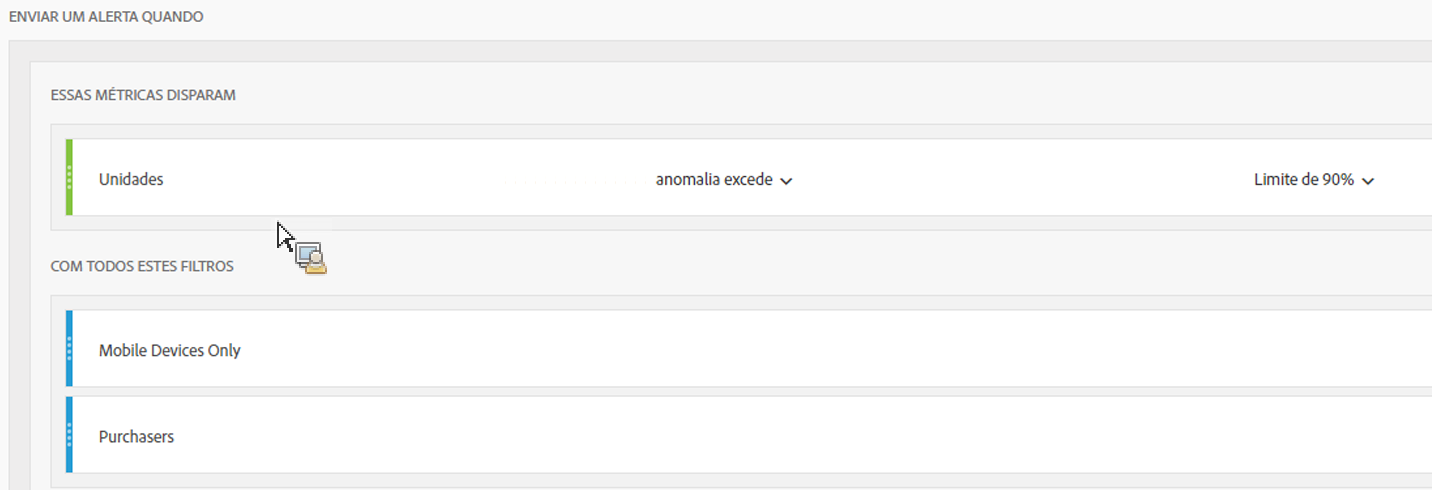 ENVIAR UM ALERTA QUANDO
ESSAS MÉTRICAS DISPARAM
Unidades anomalia excede Limite de 90%
COM TODOS ESTES FILTROS
Mobile Devices Only
Purchasers